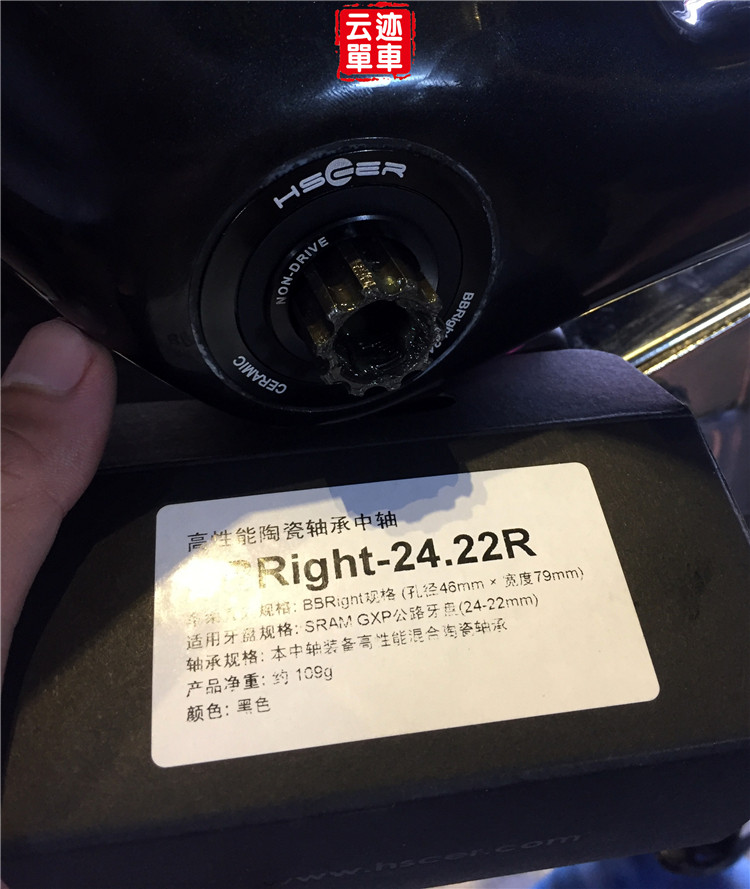 云迹
單車
HSCER
NON-DRIVE
BBRight
CERAMIC
高性能陶瓷轴承中轴
Right-24.22R
规格: BBRight规格 (孔径46mm × 宽度79mm)
适用牙盘规格: SRAM GXP公路牙盘(24-22mm)
轴承规格: 本中轴装备高性能混合陶瓷轴承
产品净重: 约 109g
颜色: 黑色
www.hscer.com